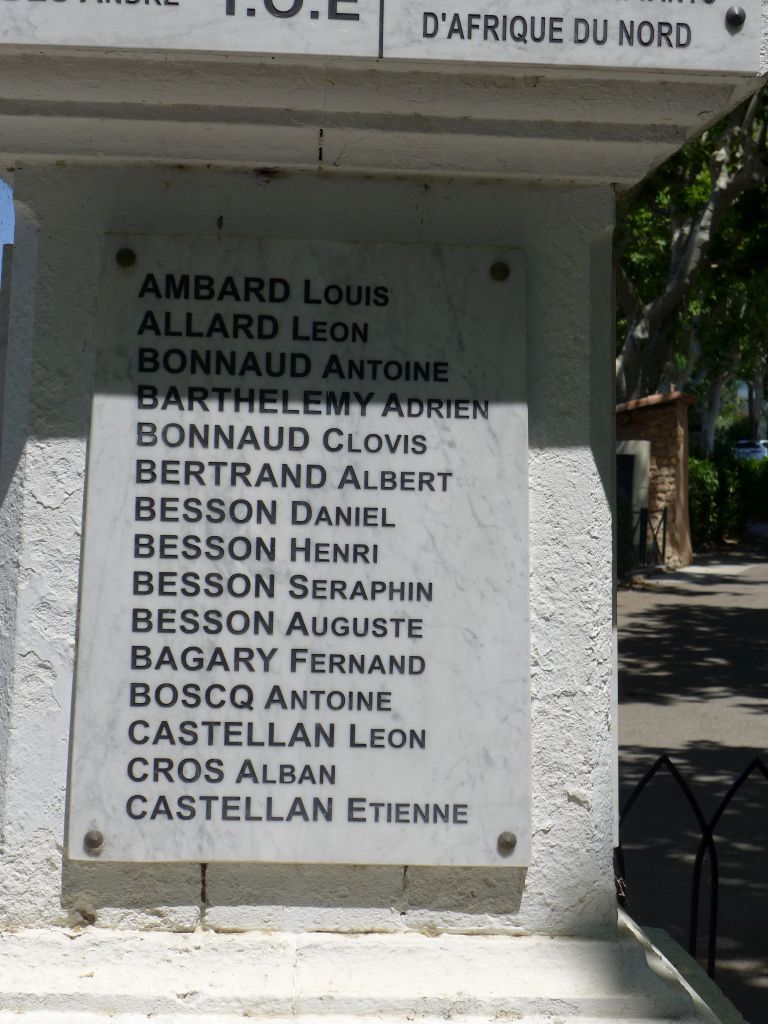 ANDRE T.O.E
D'AFRIQUE DU NORD
AMBARD LOUIS
ALLARD LEON
BONNAUD ANTOINE
BARTHELEMY ADRIEN
BONNAUD CLOVIS
BERTRAND ALBERT
BESSON DANIEL
BESSON HENRI
BESSON SERAPHIN
BESSON AUGUSTE
BAGARY FERNAND
BOSCQ ANTOINE
CASTELLAN LEON
CROS ALBAN
CASTELLAN ETIENNE